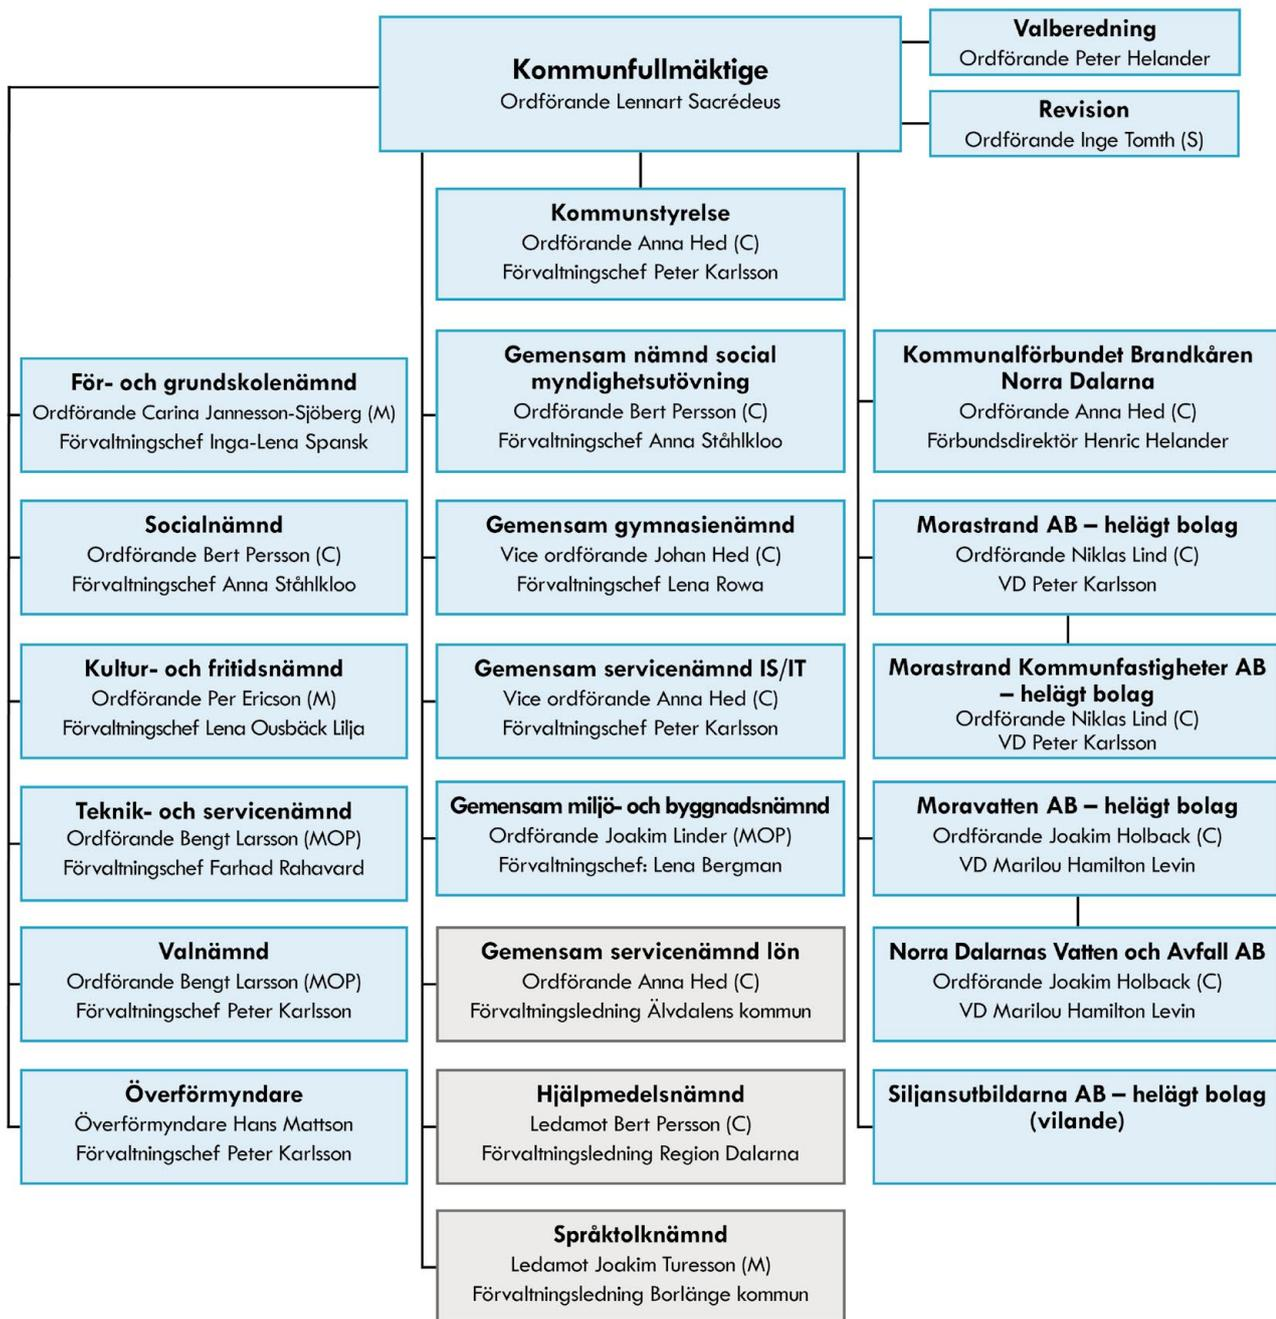 Kommunfullmäktige
Ordförande Lennart Sacrédeus
Valberedning
Ordförande Peter Helander
Revision
Ordförande Inge Tomth (S)
Kommunstyrelse
Ordförande Anna Hed (C)
Förvaltningschef Peter Karlsson
För- och grundskolenämnd
Ordförande Carina Jannesson-Sjöberg (M)
Förvaltningschef Inga-Lena Spansk
Socialnämnd
Ordförande Bert Persson (C)
Förvaltningschef Anna Ståhlkloo
Kultur- och fritidsnämnd
Ordförande Per Ericson (M)
Förvaltningschef Lena Ousbäck Lilja
Teknik- och servicenämnd
Ordförande Bengt Larsson (MOP)
Förvaltningschef Farhad Rahavard
Valnämnd
Ordförande Bengt Larsson (MOP)
Förvaltningschef Peter Karlsson
Överförmyndare
Överförmyndare Hans Mattson
Förvaltningschef Peter Karlsson
Gemensam nämnd social
myndighetsutövning
Ordförande Bert Persson (C)
Förvaltningschef Anna Ståhlkloo
Gemensam gymnasienämnd
Vice ordförande Johan Hed (C)
Förvaltningschef Lena Rowa
Gemensam servicenämnd IS/IT
Vice ordförande Anna Hed (C)
Förvaltningschef Peter Karlsson
Gemensam miljö- och byggnadsnämnd
Ordförande Joakim Linder (MOP)
Förvaltningschef: Lena Bergman
Gemensam servicenämnd lön
Ordförande Anna Hed (C)
Förvaltningsledning Älvdalens kommun
Hjälpmedelsnämnd
Ledamot Bert Persson (C)
Förvaltningsledning Region Dalarna
Språktolknämnd
Ledamot Joakim Turesson (M)
Förvaltningsledning Borlänge kommun
Kommunalförbundet Brandkåren
Norra Dalarna
Ordförande Anna Hed (C)
Förbundsdirektör Henric Helander
Morastrand AB – helägt bolag
Ordförande Niklas Lind (C)
VD Peter Karlsson
Morastrand Kommunfastigheter AB
– helägt bolag
Ordförande Niklas Lind (C)
VD Peter Karlsson
Moravatten AB – helägt bolag
Ordförande Joakim Holback (C)
VD Marilou Hamilton Levin
Norra Dalarnas Vatten och Avfall AB
Ordförande Joakim Holback (C)
VD Marilou Hamilton Levin
Siljansutbildarna AB – helägt bolag
(vilande)